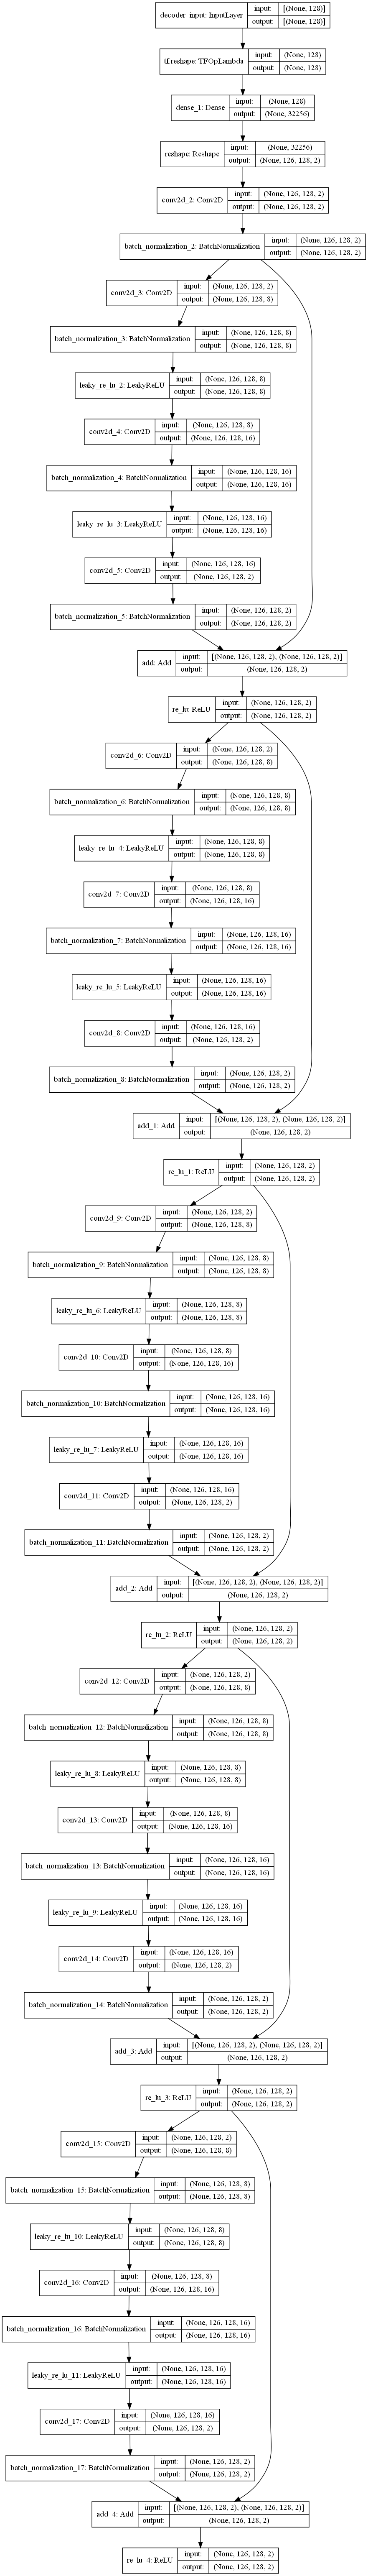 decoder_input: InputLayer
input: [(None, 128)]
output: [(None, 128)]
tf.reshape: TFOpLambda
input: (None, 128)
output: (None, 128)
dense_1: Dense
input: (None, 128)
output: (None, 32256)
reshape: Reshape
input: (None, 32256)
output: (None, 126, 128, 2)
conv2d_2: Conv2D
input: (None, 126, 128, 2)
output: (None, 126, 128, 2)
batch_normalization_2: BatchNormalization
input: (None, 126, 128, 2)
output: (None, 126, 128, 2)
conv2d_3: Conv2D
input: (None, 126, 128, 2)
output: (None, 126, 128, 8)
batch_normalization_3: BatchNormalization
input: (None, 126, 128, 8)
output: (None, 126, 128, 8)
leaky_re_lu_2: LeakyReLU
input: (None, 126, 128, 8)
output: (None, 126, 128, 8)
conv2d_4: Conv2D
input: (None, 126, 128, 8)
output: (None, 126, 128, 16)
batch_normalization_4: BatchNormalization
input: (None, 126, 128, 16)
output: (None, 126, 128, 16)
leaky_re_lu_3: LeakyReLU
input: (None, 126, 128, 16)
output: (None, 126, 128, 16)
conv2d_5: Conv2D
input: (None, 126, 128, 16)
output: (None, 126, 128, 2)
batch_normalization_5: BatchNormalization
input: (None, 126, 128, 2)
output: (None, 126, 128, 2)
add: Add
input: [(None, 126, 128, 2), (None, 126, 128, 2)]
output: (None, 126, 128, 2)
re_lu: ReLU
input: (None, 126, 128, 2)
output: (None, 126, 128, 2)
conv2d_6: Conv2D
input: (None, 126, 128, 2)
output: (None, 126, 128, 8)
batch_normalization_6: BatchNormalization
input: (None, 126, 128, 8)
output: (None, 126, 128, 8)
leaky_re_lu_4: LeakyReLU
input: (None, 126, 128, 8)
output: (None, 126, 128, 8)
conv2d_7: Conv2D
input: (None, 126, 128, 8)
output: (None, 126, 128, 16)
batch_normalization_7: BatchNormalization
input: (None, 126, 128, 16)
output: (None, 126, 128, 16)
leaky_re_lu_5: LeakyReLU
input: (None, 126, 128, 16)
output: (None, 126, 128, 16)
conv2d_8: Conv2D
input: (None, 126, 128, 16)
output: (None, 126, 128, 2)
batch_normalization_8: BatchNormalization
input: (None, 126, 128, 2)
output: (None, 126, 128, 2)
add_1: Add
input: [(None, 126, 128, 2), (None, 126, 128, 2)]
output: (None, 126, 128, 2)
re_lu_1: ReLU
input: (None, 126, 128, 2)
output: (None, 126, 128, 2)
conv2d_9: Conv2D
input: (None, 126, 128, 2)
output: (None, 126, 128, 8)
batch_normalization_9: BatchNormalization
input: (None, 126, 128, 8)
output: (None, 126, 128, 8)
leaky_re_lu_6: LeakyReLU
input: (None, 126, 128, 8)
output: (None, 126, 128, 8)
conv2d_10: Conv2D
input: (None, 126, 128, 8)
output: (None, 126, 128, 16)
batch_normalization_10: BatchNormalization
input: (None, 126, 128, 16)
output: (None, 126, 128, 16)
leaky_re_lu_7: LeakyReLU
input: (None, 126, 128, 16)
output: (None, 126, 128, 16)
conv2d_11: Conv2D
input: (None, 126, 128, 16)
output: (None, 126, 128, 2)
batch_normalization_11: BatchNormalization
input: (None, 126, 128, 2)
output: (None, 126, 128, 2)
add_2: Add
input: [(None, 126, 128, 2), (None, 126, 128, 2)]
output: (None, 126, 128, 2)
re_lu_2: ReLU
input: (None, 126, 128, 2)
output: (None, 126, 128, 2)
conv2d_12: Conv2D
input: (None, 126, 128, 2)
output: (None, 126, 128, 8)
batch_normalization_12: BatchNormalization
input: (None, 126, 128, 8)
output: (None, 126, 128, 8)
leaky_re_lu_8: LeakyReLU
input: (None, 126, 128, 8)
output: (None, 126, 128, 8)
conv2d_13: Conv2D
input: (None, 126, 128, 8)
output: (None, 126, 128, 16)
batch_normalization_13: BatchNormalization
input: (None, 126, 128, 16)
output: (None, 126, 128, 16)
leaky_re_lu_9: LeakyReLU
input: (None, 126, 128, 16)
output: (None, 126, 128, 16)
conv2d_14: Conv2D
input: (None, 126, 128, 16)
output: (None, 126, 128, 2)
batch_normalization_14: BatchNormalization
input: (None, 126, 128, 2)
output: (None, 126, 128, 2)
add_3: Add
input: [(None, 126, 128, 2), (None, 126, 128, 2)]
output: (None, 126, 128, 2)
re_lu_3: ReLU
input: (None, 126, 128, 2)
output: (None, 126, 128, 2)
conv2d_15: Conv2D
input: (None, 126, 128, 2)
output: (None, 126, 128, 8)
batch_normalization_15: BatchNormalization
input: (None, 126, 128, 8)
output: (None, 126, 128, 8)
leaky_re_lu_10: LeakyReLU
input: (None, 126, 128, 8)
output: (None, 126, 128, 8)
conv2d_16: Conv2D
input: (None, 126, 128, 8)
output: (None, 126, 128, 16)
batch_normalization_16: BatchNormalization
input: (None, 126, 128, 16)
output: (None, 126, 128, 16)
leaky_re_lu_11: LeakyReLU
input: (None, 126, 128, 16)
output: (None, 126, 128, 16)
conv2d_17: Conv2D
input: (None, 126, 128, 16)
output: (None, 126, 128, 2)
batch_normalization_17: BatchNormalization
input: (None, 126, 128, 2)
output: (None, 126, 128, 2)
add_4: Add
input: [(None, 126, 128, 2), (None, 126, 128, 2)]
output: (None, 126, 128, 2)
re_lu_4: ReLU
input: (None, 126, 128, 2)
output: (None, 126, 128, 2)